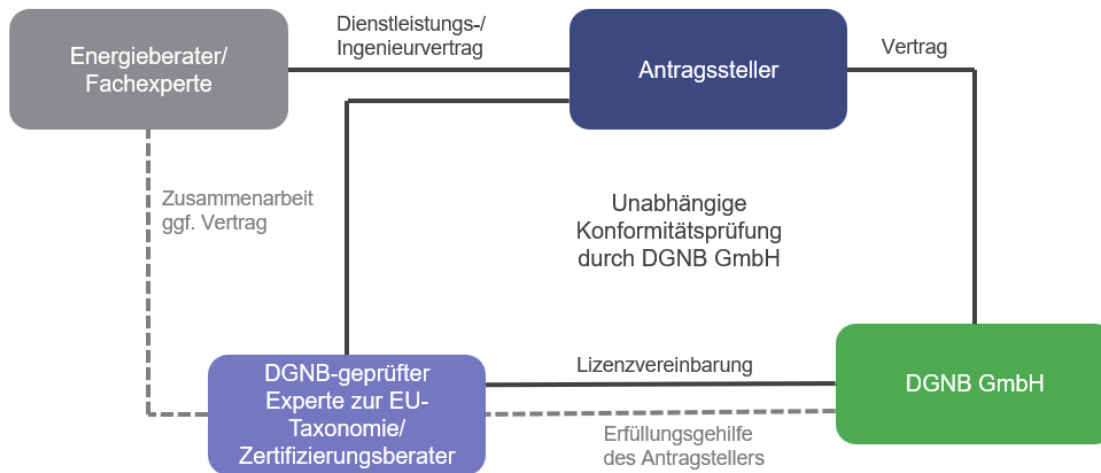 Energieberater/
Fachexperte
Dienstleistungs-/
Ingenieurvertrag
Antragssteller
Vertrag
Zusammenarbeit
ggf. Vertrag
Unabhängige
Konformitätsprüfung
durch DGNB GmbH
DGNB-geprüfter
Experte zur EU-
Taxonomie/
Zertifizierungsberater
Lizenzvereinbarung
Erfüllungsgehilfe
des Antragstellers
DGNB GmbH